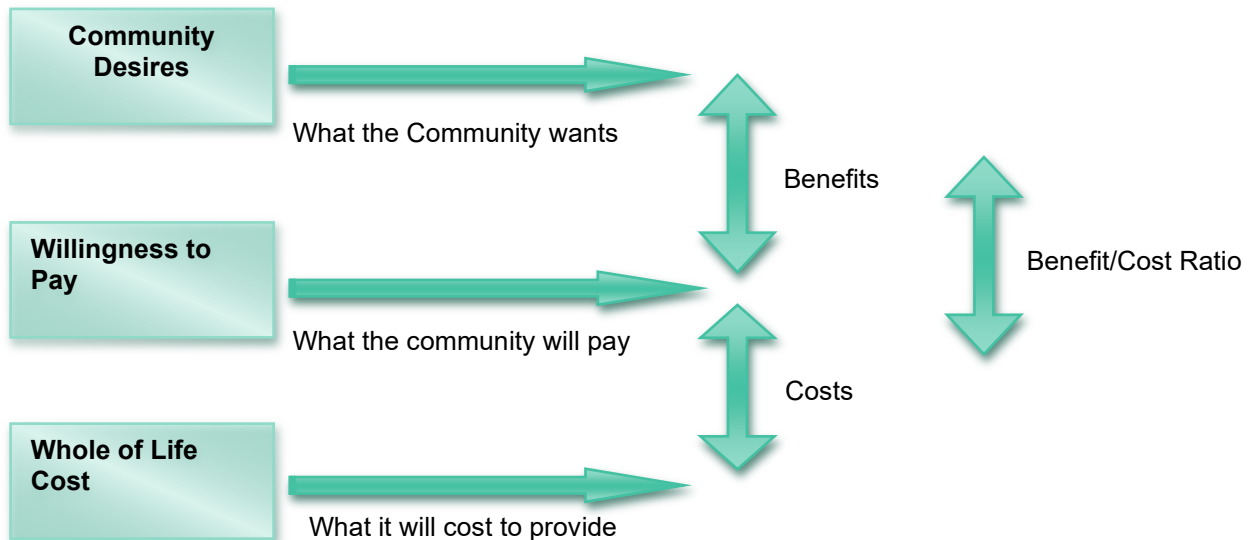 Community
Desires
What the Community wants
Benefits
Willingness to
Pay
Benefit/Cost Ratio
What the community will pay
Costs
Whole of Life
Cost
What it will cost to provide